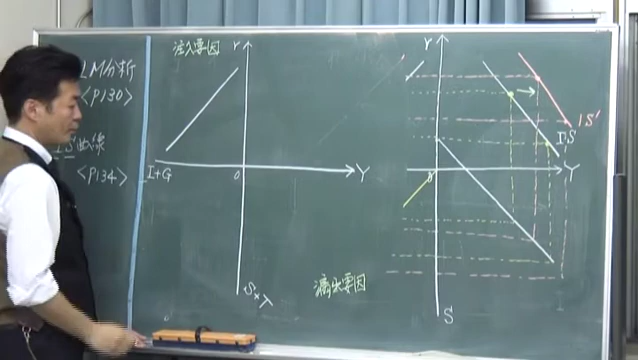 LM分析
<P130>
IS曲線
<P134>
注入要因
r
I+G
0
Y
S+T
漏出要因
r
IS'
I・S
Y
0
S